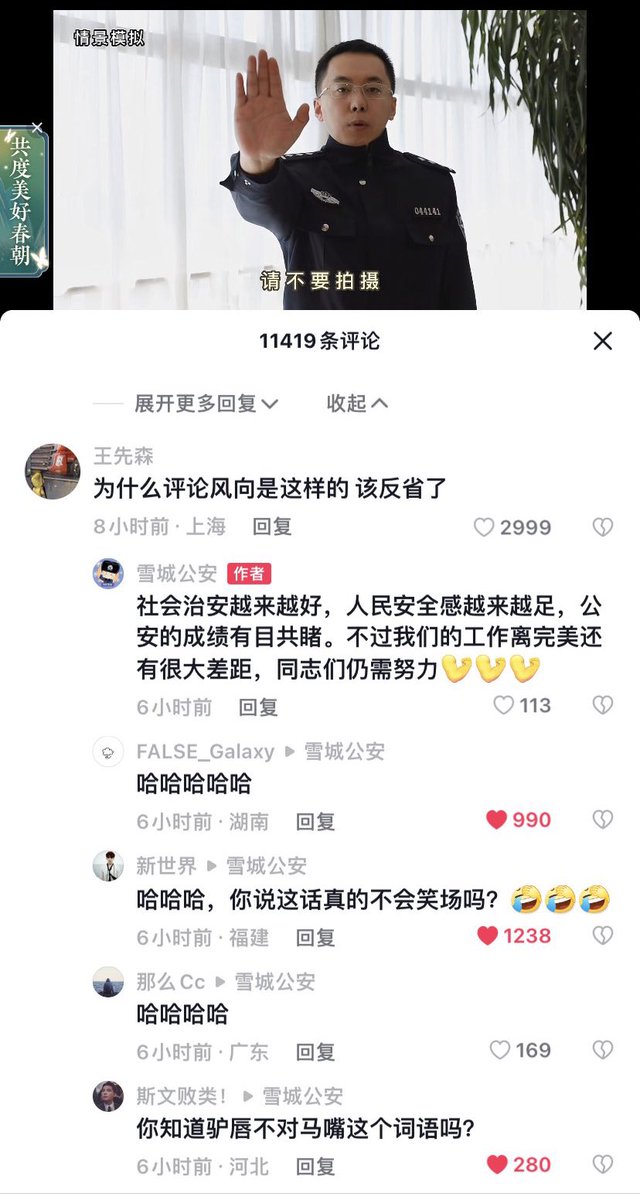 情景模拟
共度美好春朝
044141
请不要拍摄
11419条评论
展开更多回复
收起
王先森
为什么评论风向是这样的 该反省了
8小时前·上海 回复 2999
雪城公安 作者
社会治安越来越好，人民安全感越来越足，公
安的成绩有目共睹。不过我们的工作离完美还
有很大差距，同志们仍需努力
6小时前 回复 113
FALSE_Galaxy ▶ 雪城公安
哈哈哈哈哈
6小时前·湖南 回复 990
新世界 ▶ 雪城公安
哈哈哈，你说这话真的不会笑场吗？
6小时前·福建 回复 1238
那么Cc ▶ 雪城公安
哈哈哈哈
6小时前·广东 回复 169
斯文败类！ ▶ 雪城公安
你知道驴唇不对马嘴这个词语吗？
6小时前·河北 回复 280